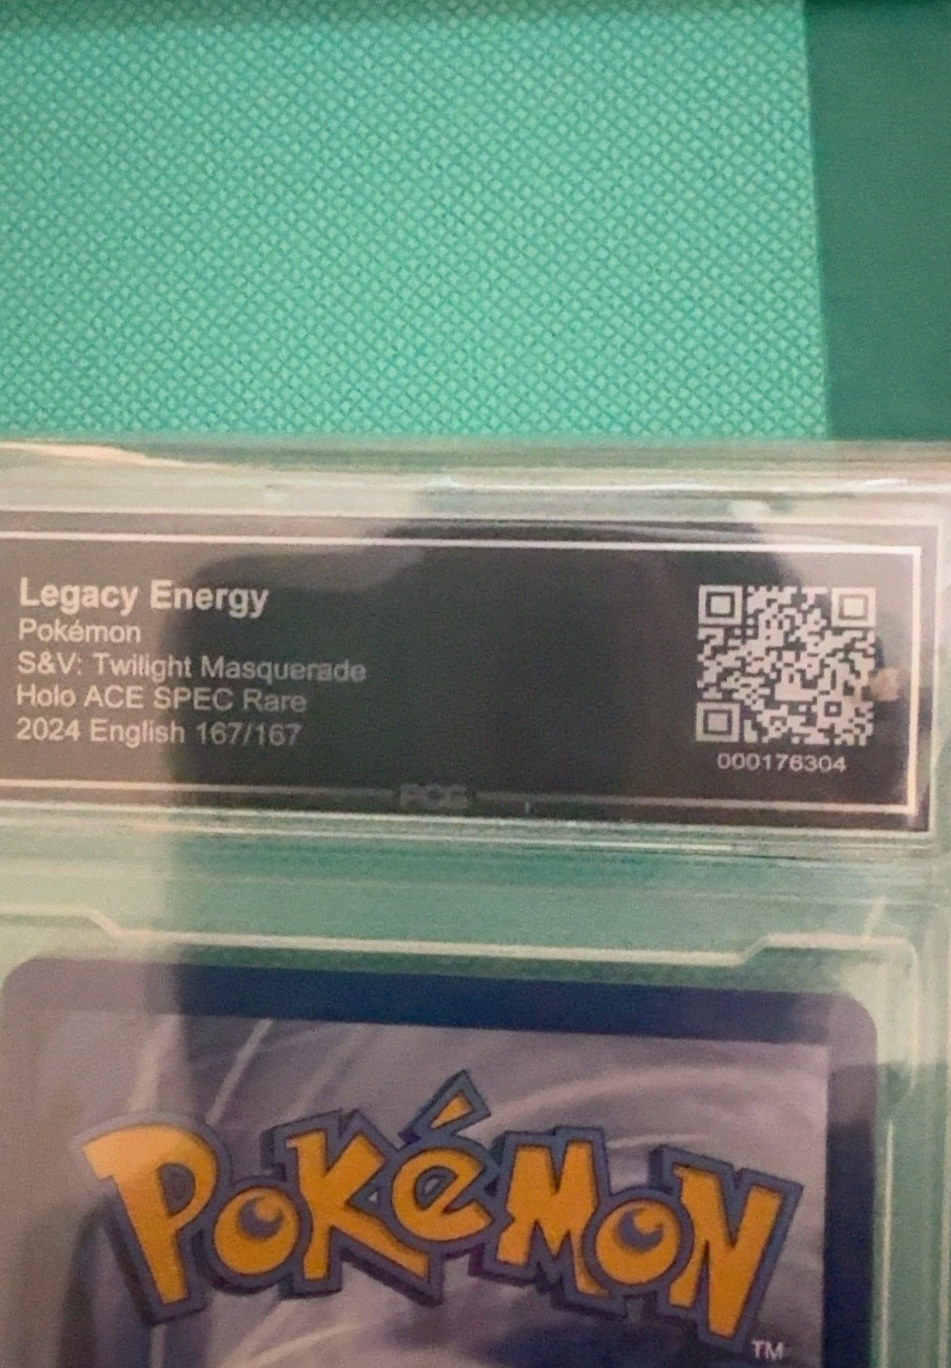 Legacy Energy
Pokémon
S&V: Twilight Masquerade
Holo ACE SPEC Rare
2024 English 167/167
000176304
Pokémon
TM